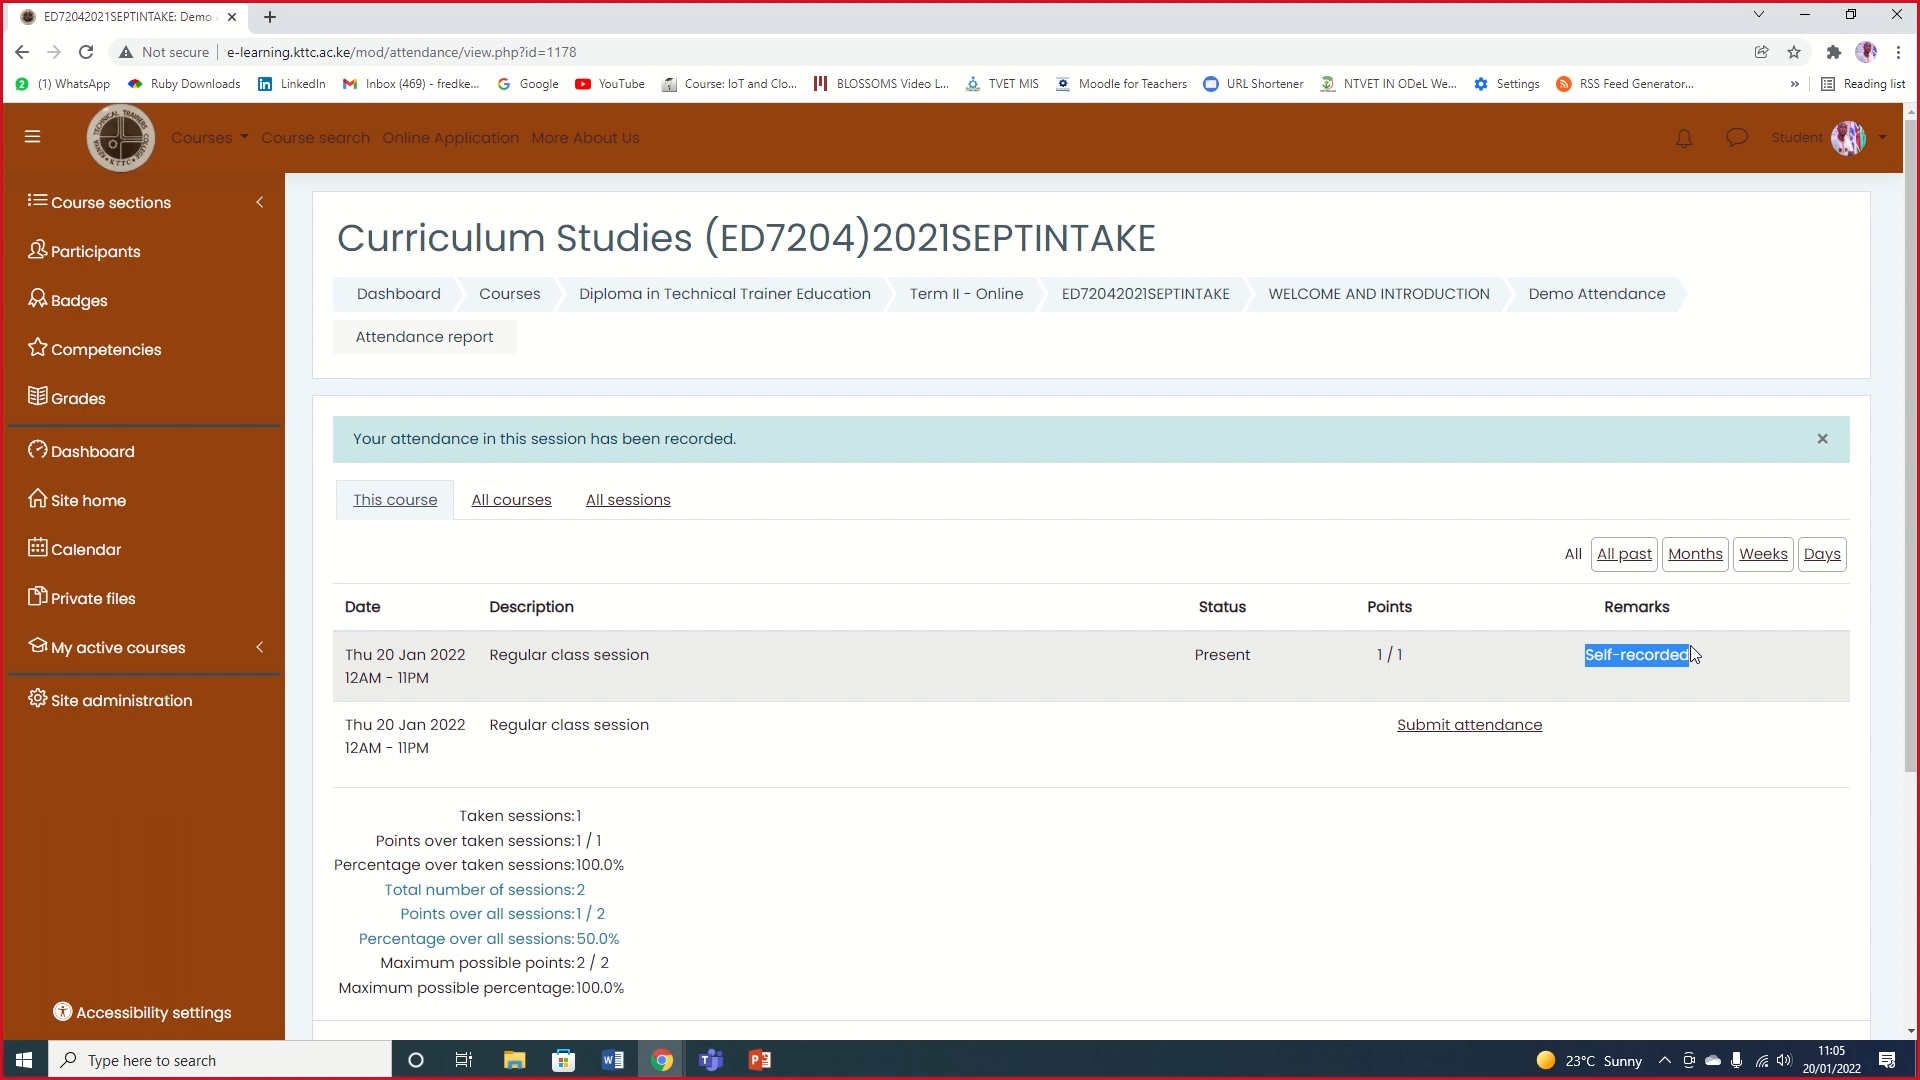 ED72042021SEPTINTAKE: Demo
Not secure
e-learning.kttc.ac.ke/mod/attendance/view.php?id=1178
(1) WhatsApp
Ruby Downloads
LinkedIn
Inbox (469) - fredke...
Google
YouTube
Course: IoT and Clo...
BLOSSOMS Video L...
TVET MIS
Moodle for Teachers
URL Shortener
NTVET IN ODeL We...
Settings
RSS Feed Generator...
»
Reading list
TECHNICAL TRAINERS COLLEGE
KTTC
Courses
Course search
Online Application
More About Us
Student
Course sections
Participants
Badges
Competencies
Grades
Dashboard
Site home
Calendar
Private files
My active courses
Site administration
Accessibility settings
Curriculum Studies (ED7204)2021SEPTINTAKE
Dashboard
Courses
Diploma in Technical Trainer Education
Term II - Online
ED72042021SEPTINTAKE
WELCOME AND INTRODUCTION
Demo Attendance
Attendance report
Your attendance in this session has been recorded.
This course
All courses
All sessions
All
All past
Months
Weeks
Days
Date Description Status Points Remarks
Thu 20 Jan 2022 Regular class session Present 1 / 1 Self-recorded
12AM - 11PM
Thu 20 Jan 2022 Regular class session Submit attendance
12AM - 11PM
Taken sessions: 1
Points over taken sessions: 1 / 1
Percentage over taken sessions: 100.0%
Total number of sessions: 2
Points over all sessions: 1 / 2
Percentage over all sessions: 50.0%
Maximum possible points: 2 / 2
Maximum possible percentage: 100.0%
Type here to search
23°C Sunny
11:05
20/01/2022